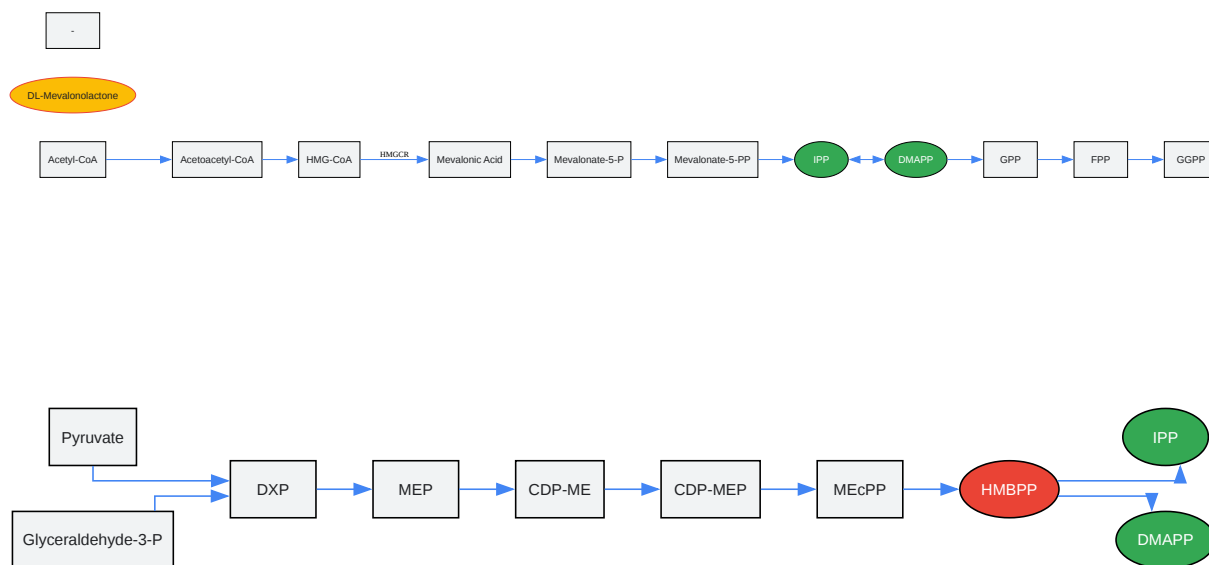 -
DL-Mevalonolactone
Acetyl-CoA
Acetoacetyl-CoA
HMG-CoA
HMGCR
Mevalonic Acid
Mevalonate-5-P
Mevalonate-5-PP
IPP
DMAPP
GPP
FPP
GGPP
Pyruvate
Glyceraldehyde-3-P
DXP
MEP
CDP-ME
CDP-MEP
MEcPP
HMBPP
IPP
DMAPP